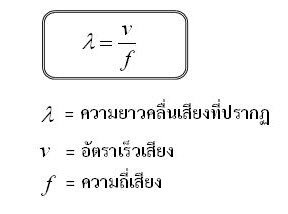 λ = v / f
λ = ความยาวคลื่นเสียงที่ปรากฏ
v = อัตราเร็วเสียง
f = ความถี่เสียง